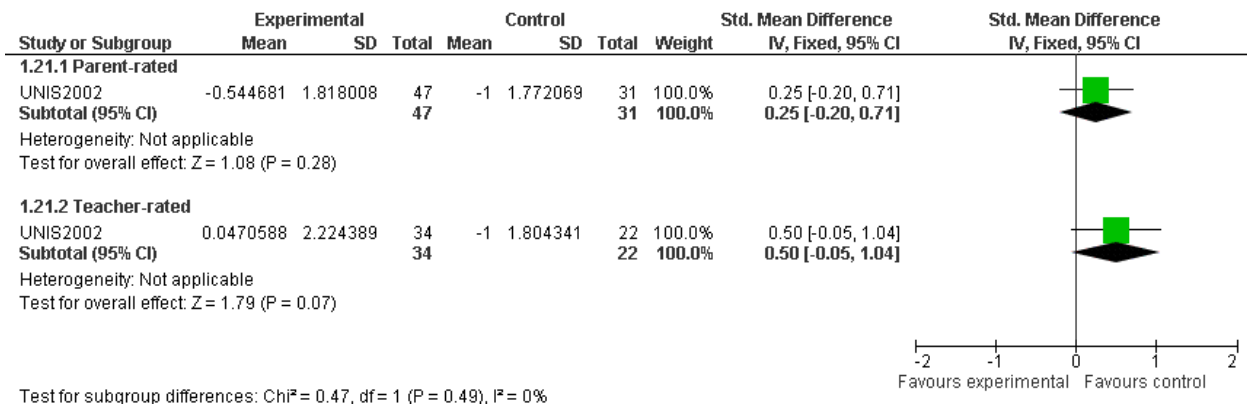 Experimental Control Std. Mean Difference Std. Mean Difference
Study or Subgroup Mean SD Total Mean SD Total Weight IV, Fixed, 95% CI IV, Fixed, 95% CI
1.21.1 Parent-rated
UNIS2002 -0.544681 1.818008 47 -1 1.772069 31 100.0% 0.25 [-0.20, 0.71]
Subtotal (95% CI) 47 31 100.0% 0.25 [-0.20, 0.71]
Heterogeneity: Not applicable
Test for overall effect: Z = 1.08 (P = 0.28)
1.21.2 Teacher-rated
UNIS2002 0.0470588 2.224389 34 -1 1.804341 22 100.0% 0.50 [-0.05, 1.04]
Subtotal (95% CI) 34 22 100.0% 0.50 [-0.05, 1.04]
Heterogeneity: Not applicable
Test for overall effect: Z = 1.79 (P = 0.07)
-2 -1 0 1 2
Favours experimental Favours control
Test for subgroup differences: Chi² = 0.47, df = 1 (P = 0.49), I² = 0%